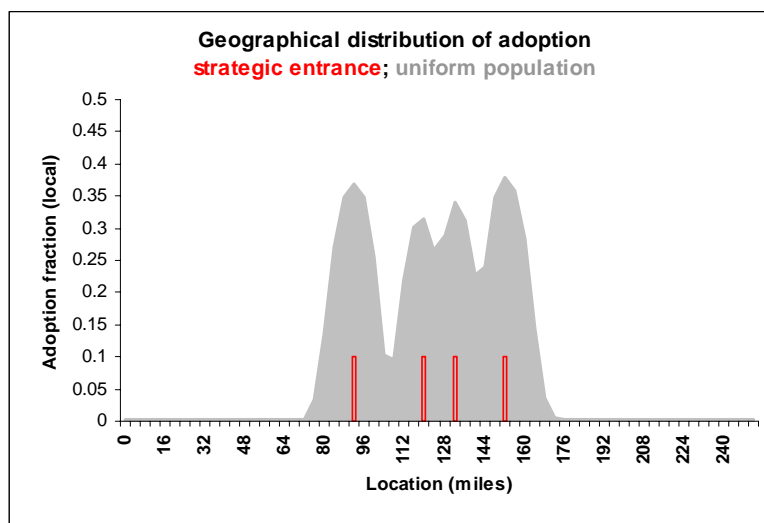 Geographical distribution of adoption
strategic entrance; uniform population
Adoption fraction (local)
0.5
0.45
0.4
0.35
0.3
0.25
0.2
0.15
0.1
0.05
0
0 16 32 48 64 80 96 112 128 144 160 176 192 208 224 240
Location (miles)